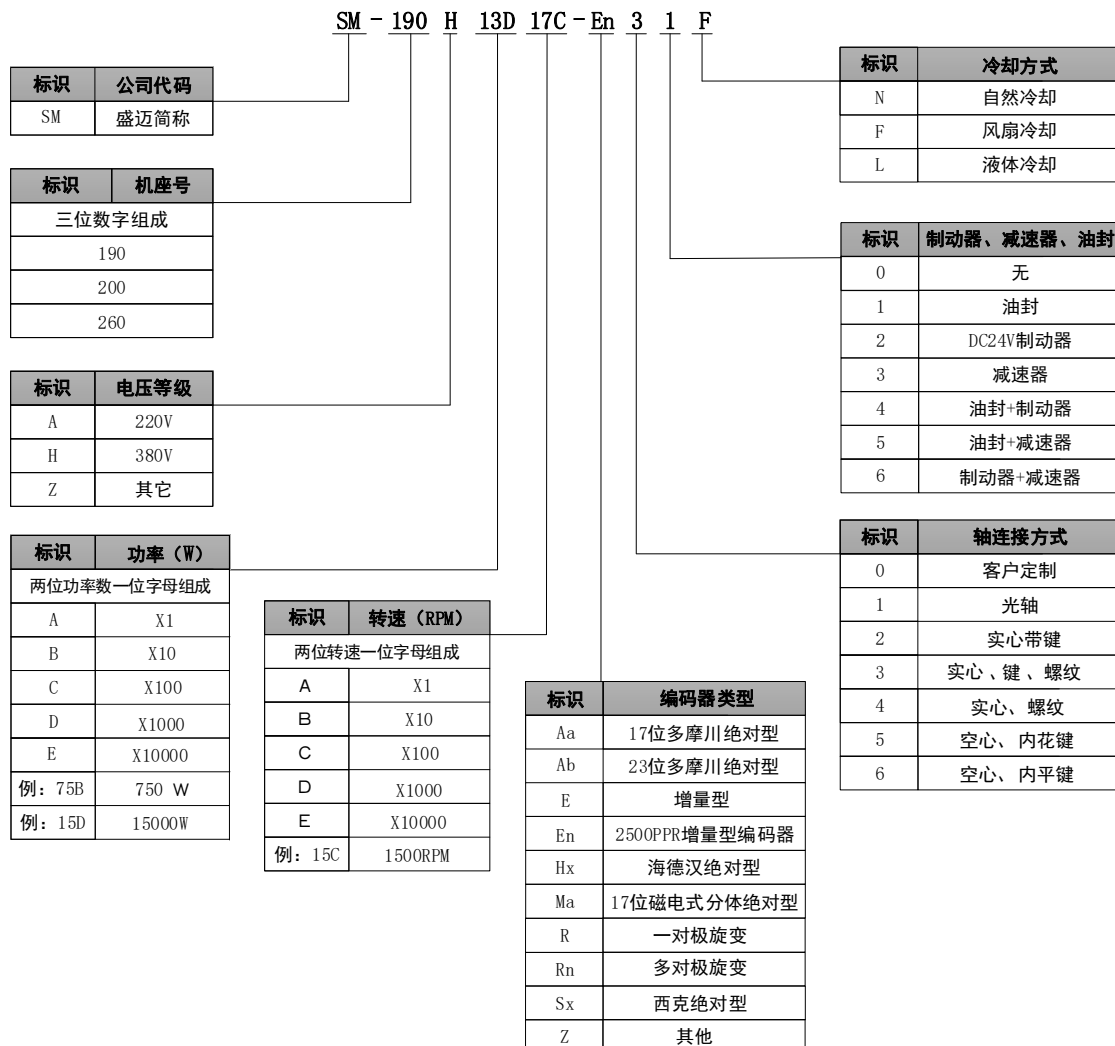 SM - 190 H 13D 17C - En 3 1 F
标识 公司代码
SM 盛迈简称
标识 机座号
三位数字组成
190
200
260
标识 电压等级
A 220V
H 380V
Z 其它
标识 功率（W）
两位功率数一位字母组成
A X1
B X10
C X100
D X1000
E X10000
例：75B 750 W
例：15D 15000W
标识 转速（RPM）
两位转速一位字母组成
A X1
B X10
C X100
D X1000
E X10000
例：15C 1500RPM
标识 编码器类型
Aa 17位多摩川绝对型
Ab 23位多摩川绝对型
E 增量型
En 2500PPR增量型编码器
Hx 海德汉绝对型
Ma 17位磁电式分体绝对型
R 一对极旋变
Rn 多对极旋变
Sx 西克绝对型
Z 其他
标识 冷却方式
N 自然冷却
F 风扇冷却
L 液体冷却
标识 制动器、减速器、油封
0 无
1 油封
2 DC24V制动器
3 减速器
4 油封+制动器
5 油封+减速器
6 制动器+减速器
标识 轴连接方式
0 客户定制
1 光轴
2 实心带键
3 实心、键、螺纹
4 实心、螺纹
5 空心、内花键
6 空心、内平键